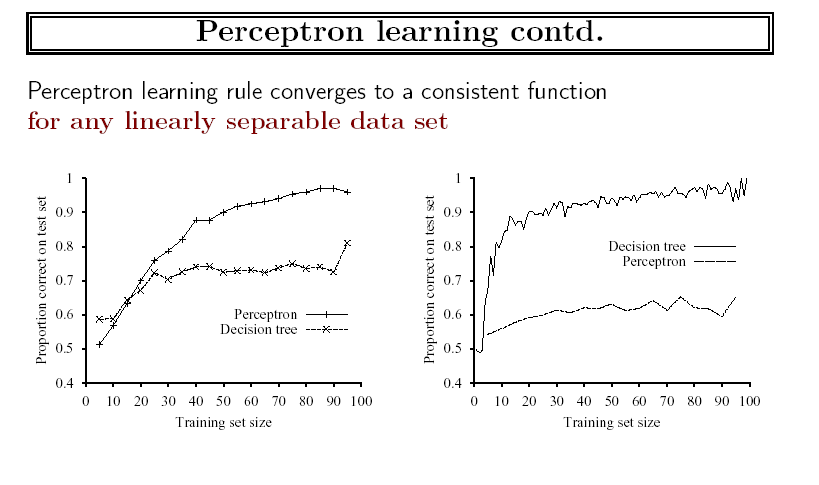 Perceptron learning contd.
Perceptron learning rule converges to a consistent function
for any linearly separable data set
Proportion correct on test set
1
0.9
0.8
0.7
0.6
0.5
0.4
Perceptron
Decision tree
0 10 20 30 40 50 60 70 80 90 100
Training set size
Proportion correct on test set
1
0.9
0.8
0.7
0.6
0.5
0.4
Decision tree
Perceptron
0 10 20 30 40 50 60 70 80 90 100
Training set size